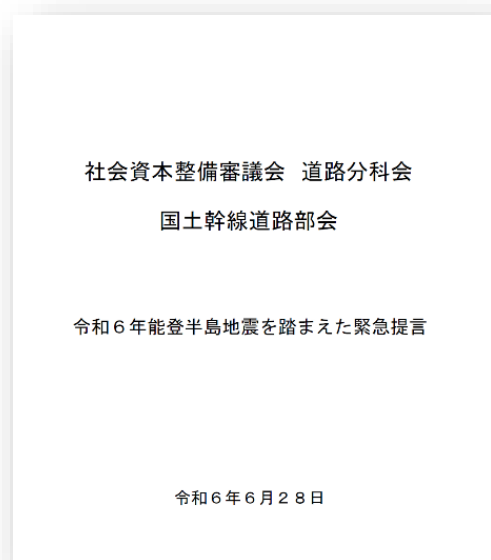 社会資本整備審議会　道路分科会
国土幹線道路部会
令和６年能登半島地震を踏まえた緊急提言
令和６年６月２８日